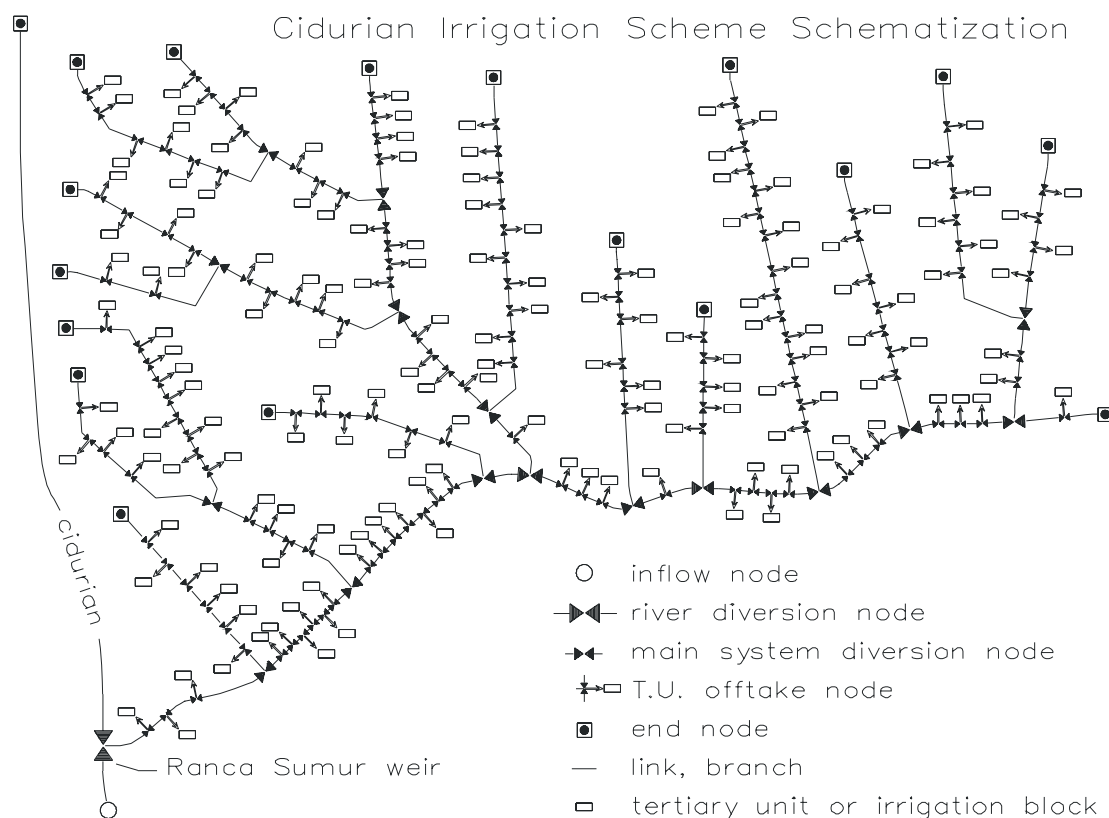 Cidurian Irrigation Scheme Schematization
cidurian
inflow node
river diversion node
main system diversion node
T.U. offtake node
end node
Ranca Sumur weir
link, branch
tertiary unit or irrigation block